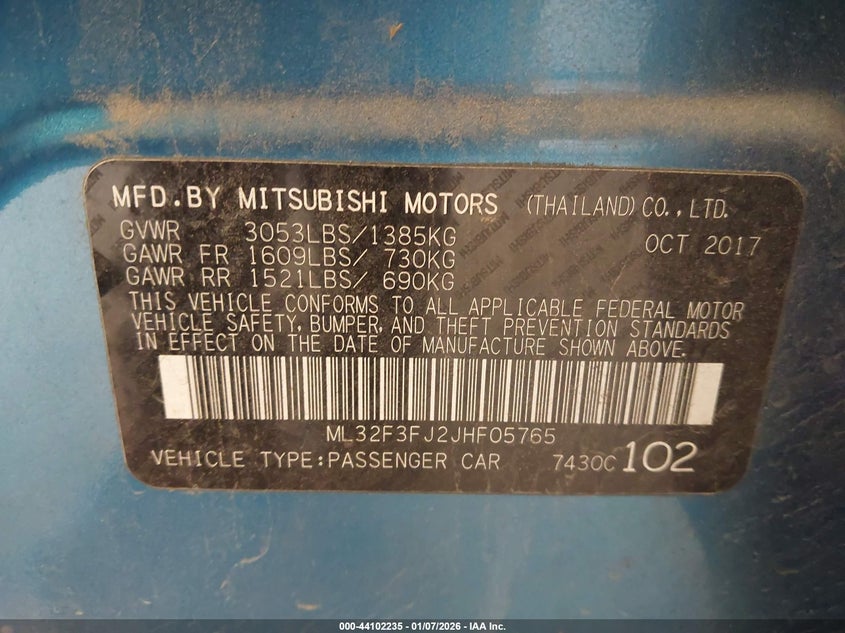 MFD.BY MITSUBISHI MOTORS (THAILAND) CO.,LTD.
GVWR 3053LBS/1385KG OCT 2017
GAWR FR 1609LBS/ 730KG
GAWR RR 1521LBS/ 690KG
THIS VEHICLE CONFORMS TO ALL APPLICABLE FEDERAL MOTOR
VEHICLE SAFETY, BUMPER, AND THEFT PREVENTION STANDARDS
IN EFFECT ON THE DATE OF MANUFACTURE SHOWN ABOVE.
ML32F3FJ2JHF05765
VEHICLE TYPE:PASSENGER CAR 7430C 102
000-44102235 - 01/07/2026 - IAA Inc.